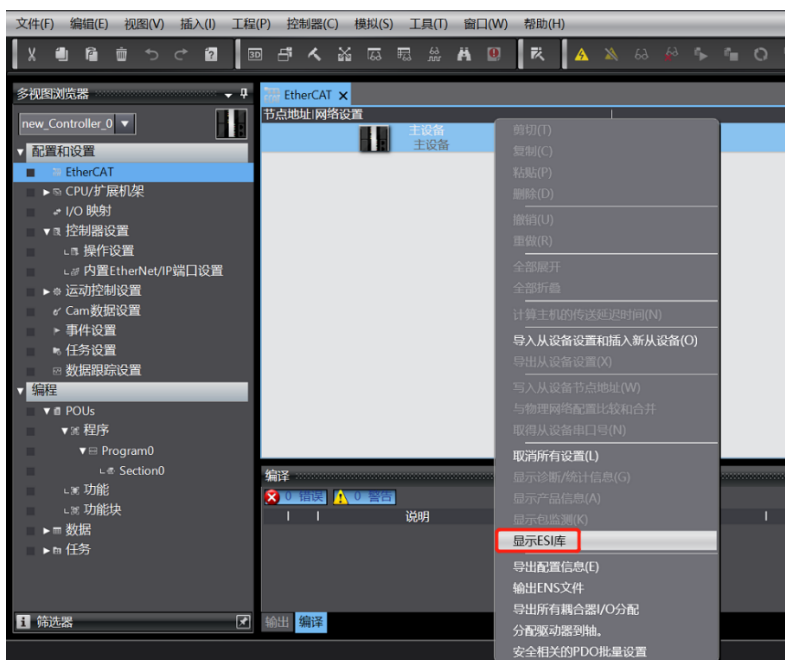 文件(F) 编辑(E) 视图(V) 插入(I) 工程(P) 控制器(C) 模拟(S) 工具(T) 窗口(W) 帮助(H)
多视图浏览器
new_Controller_0
配置和设置
EtherCAT
CPU/扩展机架
I/O 映射
控制器设置
操作设置
内置EtherNet/IP端口设置
运动控制设置
Cam数据设置
事件设置
任务设置
数据跟踪设置
编程
POUs
程序
Program0
Section0
功能
功能块
数据
任务
筛选器
EtherCAT
节点地址|网络设置
主设备
主设备
剪切(T)
复制(C)
粘贴(P)
删除(D)
撤销(U)
重做(R)
全部展开
全部折叠
计算主机的传送延迟时间(N)
导入从设备设置和插入新从设备(O)
导出从设备设置(X)
写入从设备节点地址(W)
与物理网络配置比较和合并
取得从设备串口号(N)
取消所有设置(L)
显示诊断/统计信息(G)
显示产品信息(A)
显示包监测(K)
显示ESI库
导出配置信息(E)
输出ENS文件
导出所有耦合器I/O分配
分配驱动器到轴。
安全相关的PDO批量设置
编译
0 错误 0 警告
说明
输出 编译